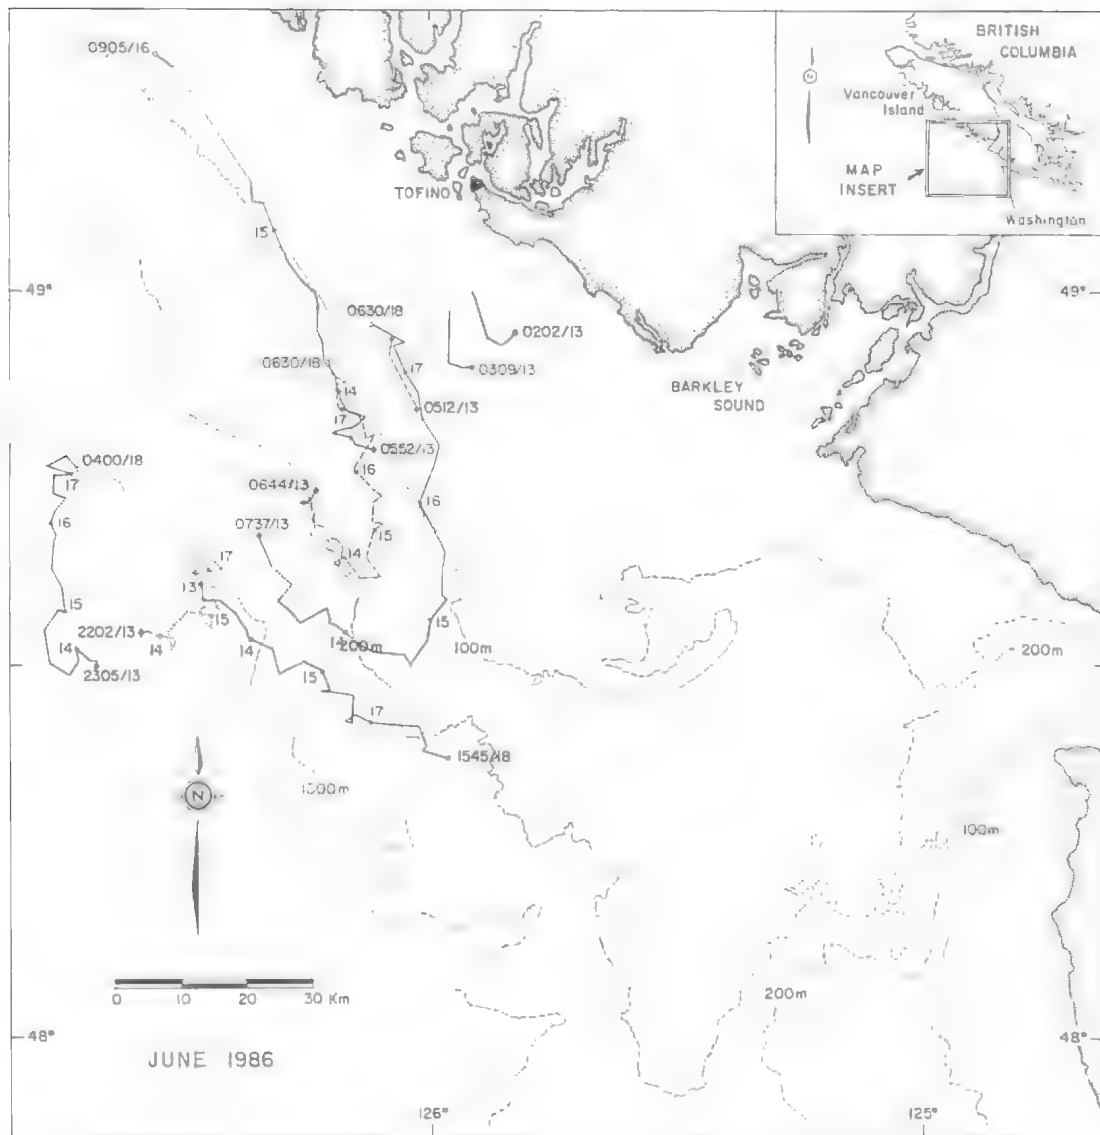 0905/16
BRITISH
COLUMBIA
N
Vancouver
Island
MAP
INSERT
Washington
TOFINO
15
49°
49°
0630/18
0202/13
0630/18
17
0309/13
BARKLEY
SOUND
14
17
0512/13
0552/13
0400/18
16
17
0644/13
16
16
0737/13
15
17
14
13
15
15
15
2202/13
14
14
14
14
200m
100m
200m
2305/13
15
17
1545/18
N
1000m
100m
0 10 20 30 Km
200m
48°
48°
JUNE 1986
126°
125°